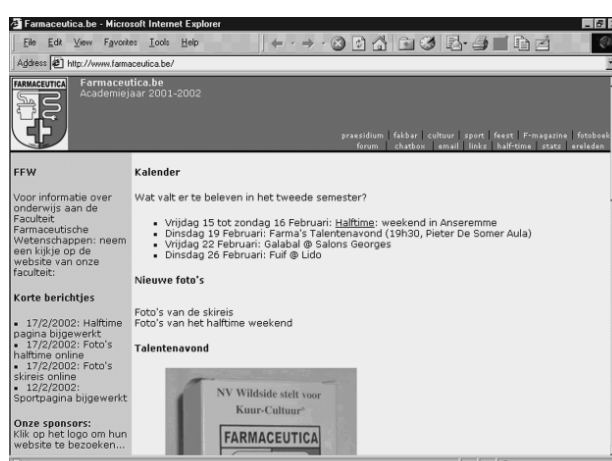 Farmaceutica.be - Microsoft Internet Explorer
File Edit View Favorites Tools Help
Address http://www.farmaceutica.be/
FARMACEUTICA
Farmaceutica.be
Academiejaar 2001-2002
praesidium | fakbar | cultuur | sport | feest | F-magazine | fotoboek
forum | chatbox | email | links | half-time | stats | ereleden
FFW
Voor informatie over
onderwijs aan de
Faculteit
Farmaceutische
Wetenschappen: neem
een kijkje op de
website van onze
faculteit:
Korte berichtjes
▪ 17/2/2002: Halftime
pagina bijgewerkt
▪ 17/2/2002: Foto's
halftime online
▪ 17/2/2002: Foto's
skireis online
▪ 12/2/2002:
Sportpagina bijgewerkt
Onze sponsors:
Klik op het logo om hun
website te bezoeken...
Kalender
Wat valt er te beleven in het tweede semester?
▪ Vrijdag 15 tot zondag 16 Februari: Halftime: weekend in Anseremme
▪ Dinsdag 19 Februari: Farma's Talentenavond (19h30, Pieter De Somer Aula)
▪ Vrijdag 22 Februari: Galabal @ Salons Georges
▪ Dinsdag 26 Februari: Fuif @ Lido
Nieuwe foto's
Foto's van de skireis
Foto's van het halftime weekend
Talentenavond
NV Wildside stelt voor
Kuur-Cultuur®
FARMACEUTICA